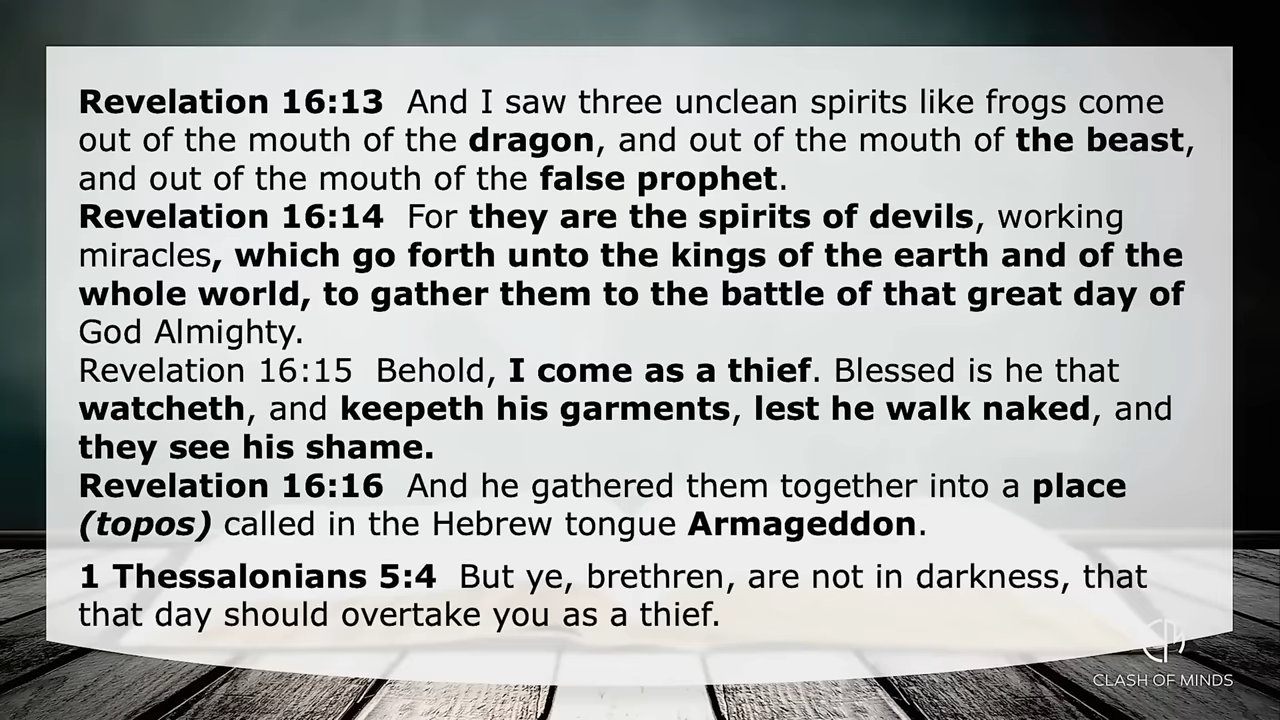 Revelation 16:13  And I saw three unclean spirits like frogs come
out of the mouth of the dragon, and out of the mouth of the beast,
and out of the mouth of the false prophet.
Revelation 16:14  For they are the spirits of devils, working
miracles, which go forth unto the kings of the earth and of the
whole world, to gather them to the battle of that great day of
God Almighty.
Revelation 16:15  Behold, I come as a thief. Blessed is he that
watcheth, and keepeth his garments, lest he walk naked, and
they see his shame.
Revelation 16:16  And he gathered them together into a place
(topos) called in the Hebrew tongue Armageddon.
1 Thessalonians 5:4  But ye, brethren, are not in darkness, that
that day should overtake you as a thief.
CLASH OF MINDS